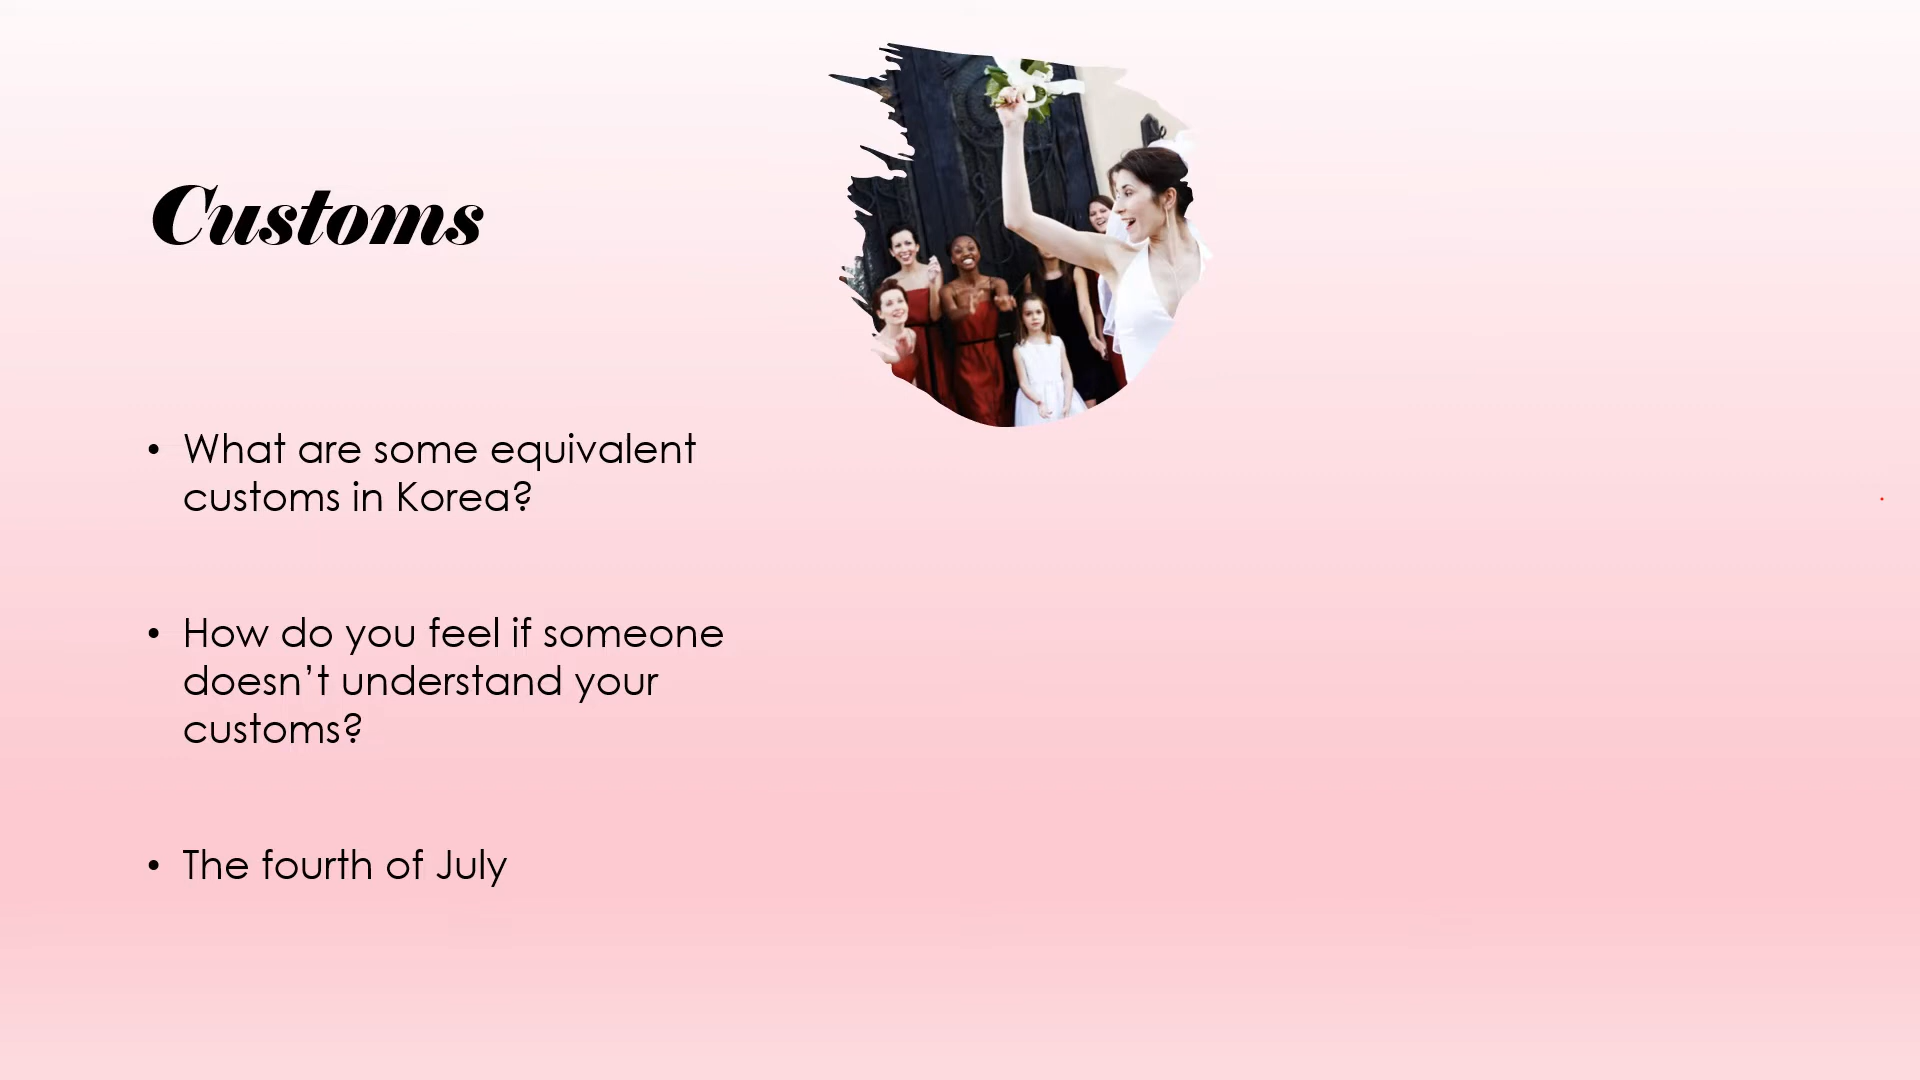 Customs
• What are some equivalent
customs in Korea?
• How do you feel if someone
doesn’t understand your
customs?
• The fourth of July